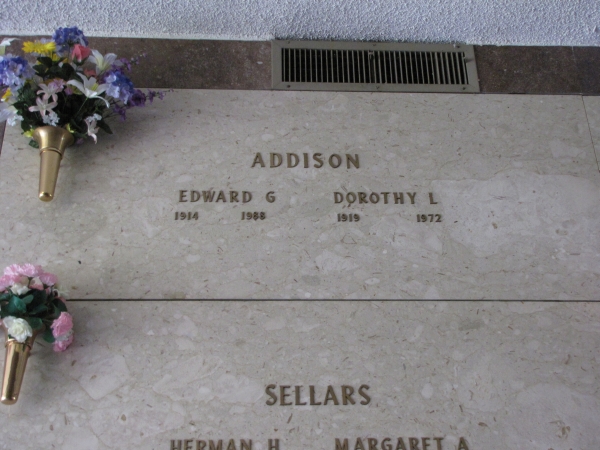 ADDISON
EDWARD G DOROTHY L
1914 1988 1919 1972
SELLARS
HERMAN H MARGARET A